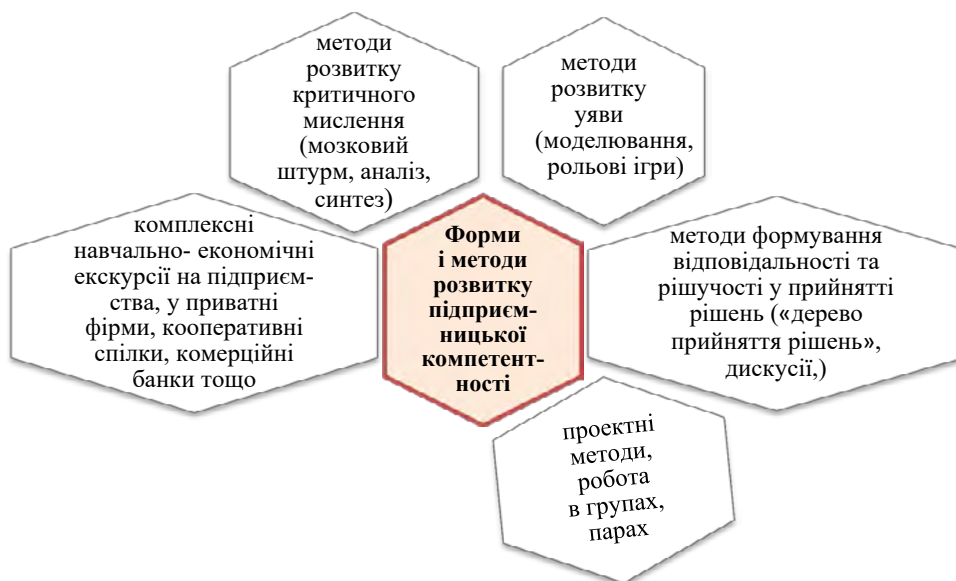 методи
розвитку
критичного
мислення
(мозковий
штурм, аналіз,
синтез)
методи
розвитку
уяви
(моделювання,
рольові ігри)
комплексні
навчально- економічні
екскурсії на підприєм-
ства, у приватні
фірми, кооперативні
спілки, комерційні
банки тощо
Форми
і методи
розвитку
підприєм-
ницької
компетент-
ності
методи формування
відповідальності та
рішучості у прийнятті
рішень («дерево
прийняття рішень»,
дискусії,)
проектні
методи,
робота
в групах,
парах